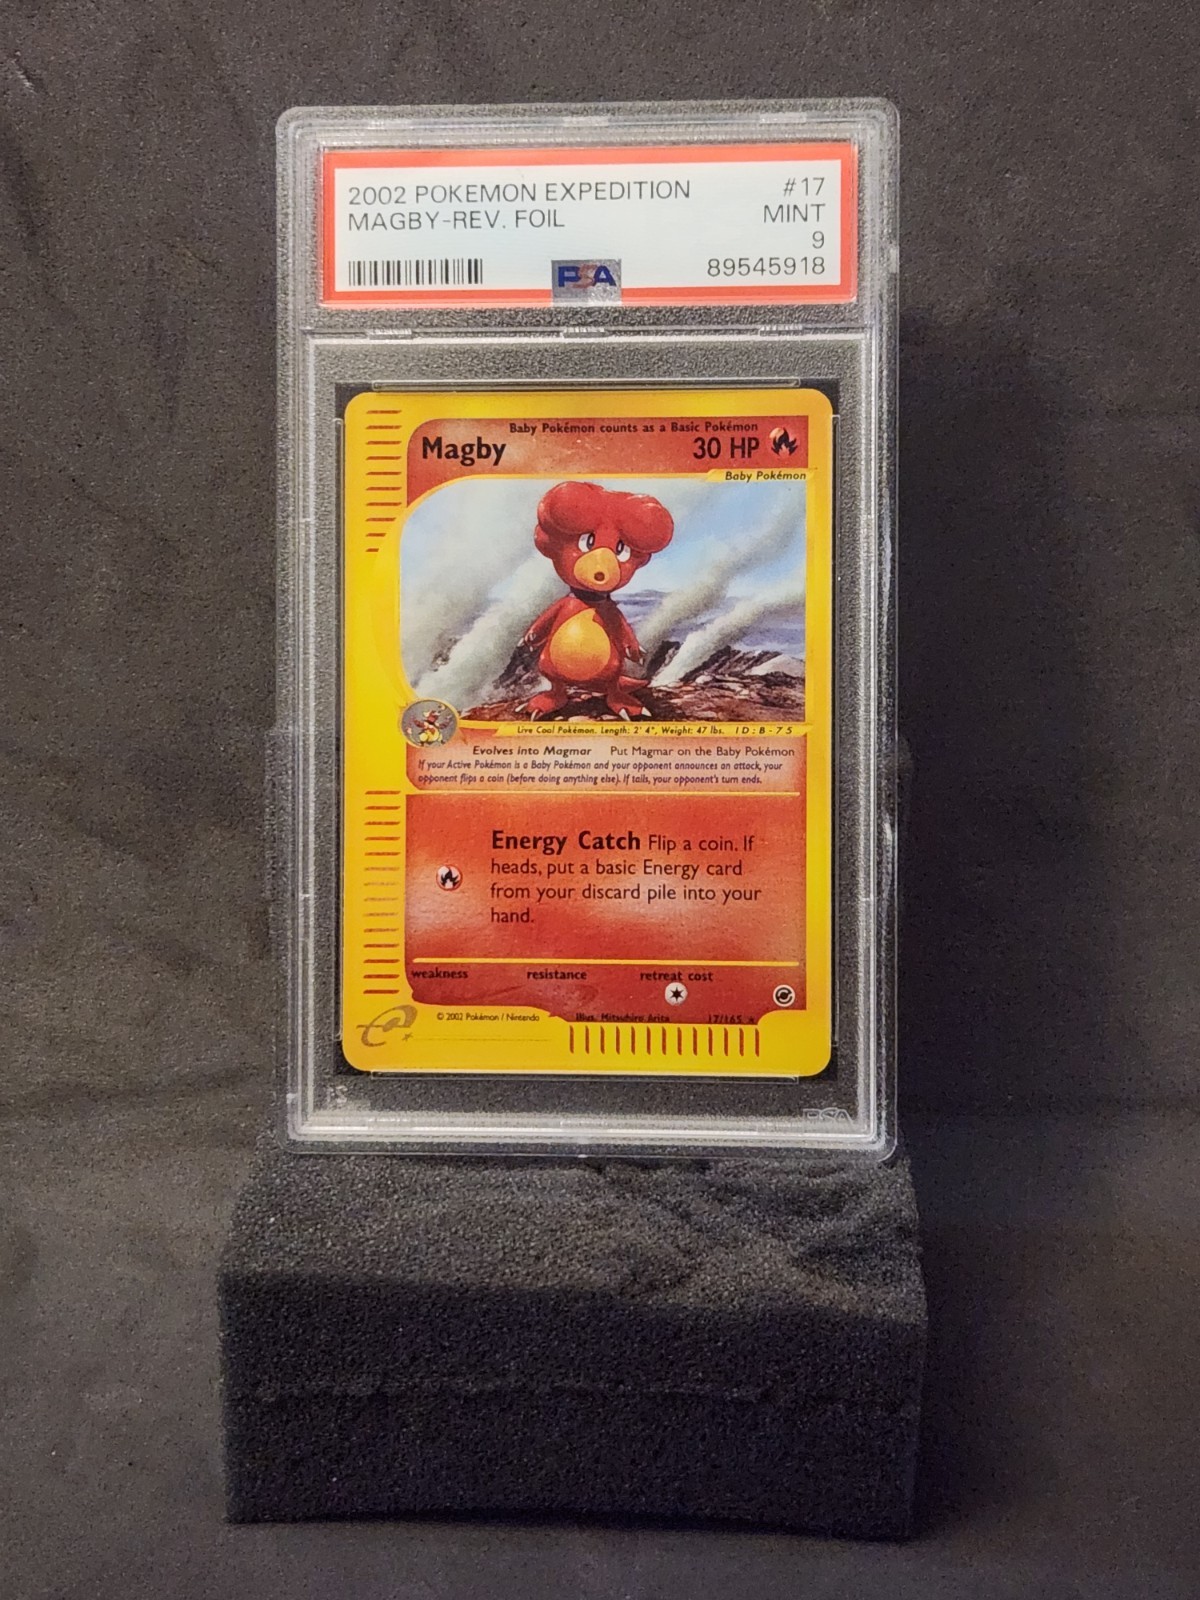 2002 POKEMON EXPEDITION #17
MAGBY-REV. FOIL MINT
9
PSA 89545918
Baby Pokémon counts as a Basic Pokémon
Magby 30 HP
Baby Pokémon
Live Coal Pokémon. Length: 2' 4", Weight: 47 lbs. ID: B - 75
Evolves into Magmar Put Magmar on the Baby Pokémon
If your Active Pokémon is a Baby Pokémon and your opponent announces an attack, your
opponent flips a coin (before doing anything else). If tails, your opponent's turn ends.
Energy Catch Flip a coin. If
heads, put a basic Energy card
from your discard pile into your
hand.
weakness resistance retreat cost
© 2002 Pokémon / Nintendo Illus. Mitsuhiro Arita 17/165 ★
e
PSA